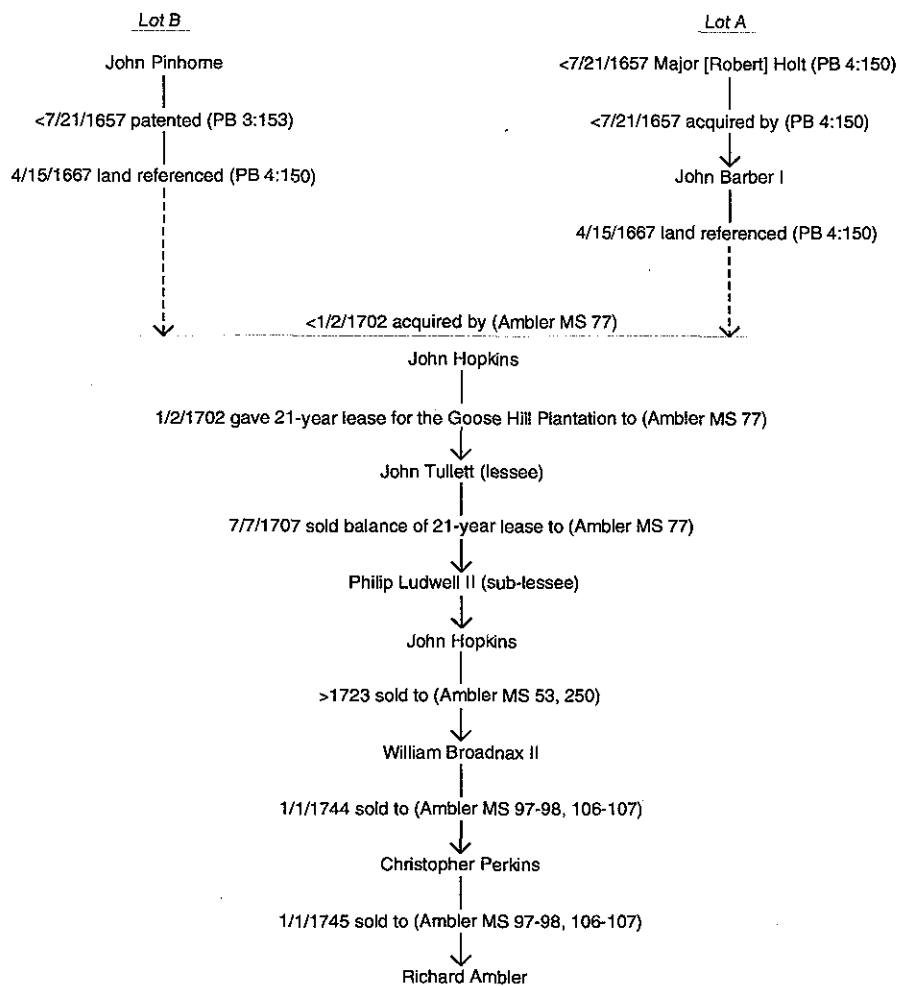 Lot B
Lot A
John Pinhorne
<7/21/1657 Major [Robert] Holt (PB 4:150)
<7/21/1657 patented (PB 3:153)
<7/21/1657 acquired by (PB 4:150)
4/15/1667 land referenced (PB 4:150)
John Barber I
4/15/1667 land referenced (PB 4:150)
<1/2/1702 acquired by (Ambler MS 77)
John Hopkins
1/2/1702 gave 21-year lease for the Goose Hill Plantation to (Ambler MS 77)
John Tullett (lessee)
7/7/1707 sold balance of 21-year lease to (Ambler MS 77)
Philip Ludwell II (sub-lessee)
John Hopkins
>1723 sold to (Ambler MS 53, 250)
William Broadnax II
1/1/1744 sold to (Ambler MS 97-98, 106-107)
Christopher Perkins
1/1/1745 sold to (Ambler MS 97-98, 106-107)
Richard Ambler